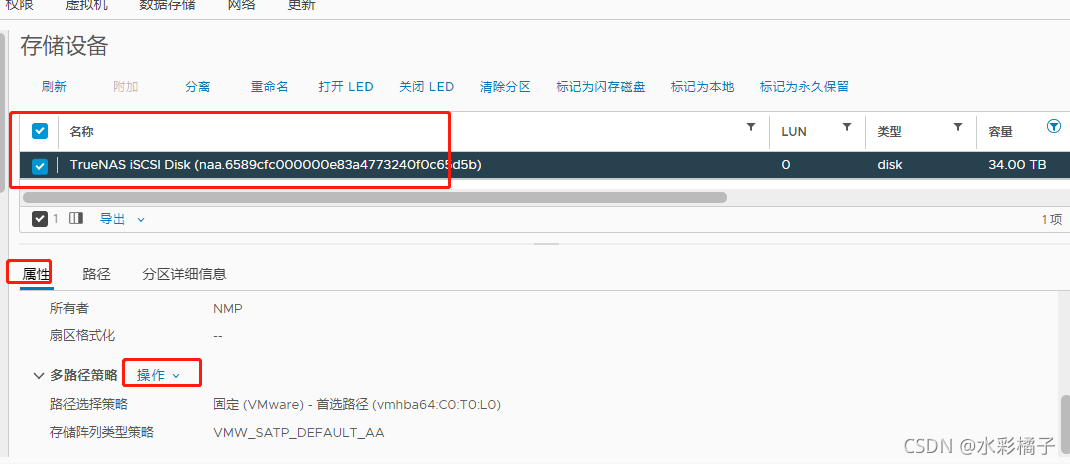 权限 虚拟机 数据存储 网络 更新
存储设备
刷新 附加 分离 重命名 打开 LED 关闭 LED 清除分区 标记为闪存磁盘 标记为本地 标记为永久保留
名称 LUN 类型 容量
TrueNAS iSCSI Disk (naa.6589cfc000000e83a4773240f0c65d5b) 0 disk 34.00 TB
1 导出 1 项
属性 路径 分区详细信息
所有者 NMP
扇区格式化 --
多路径策略 操作
路径选择策略 固定 (VMware) - 首选路径 (vmhba64:C0:T0:L0)
存储阵列类型策略 VMW_SATP_DEFAULT_AA
CSDN @水彩橘子